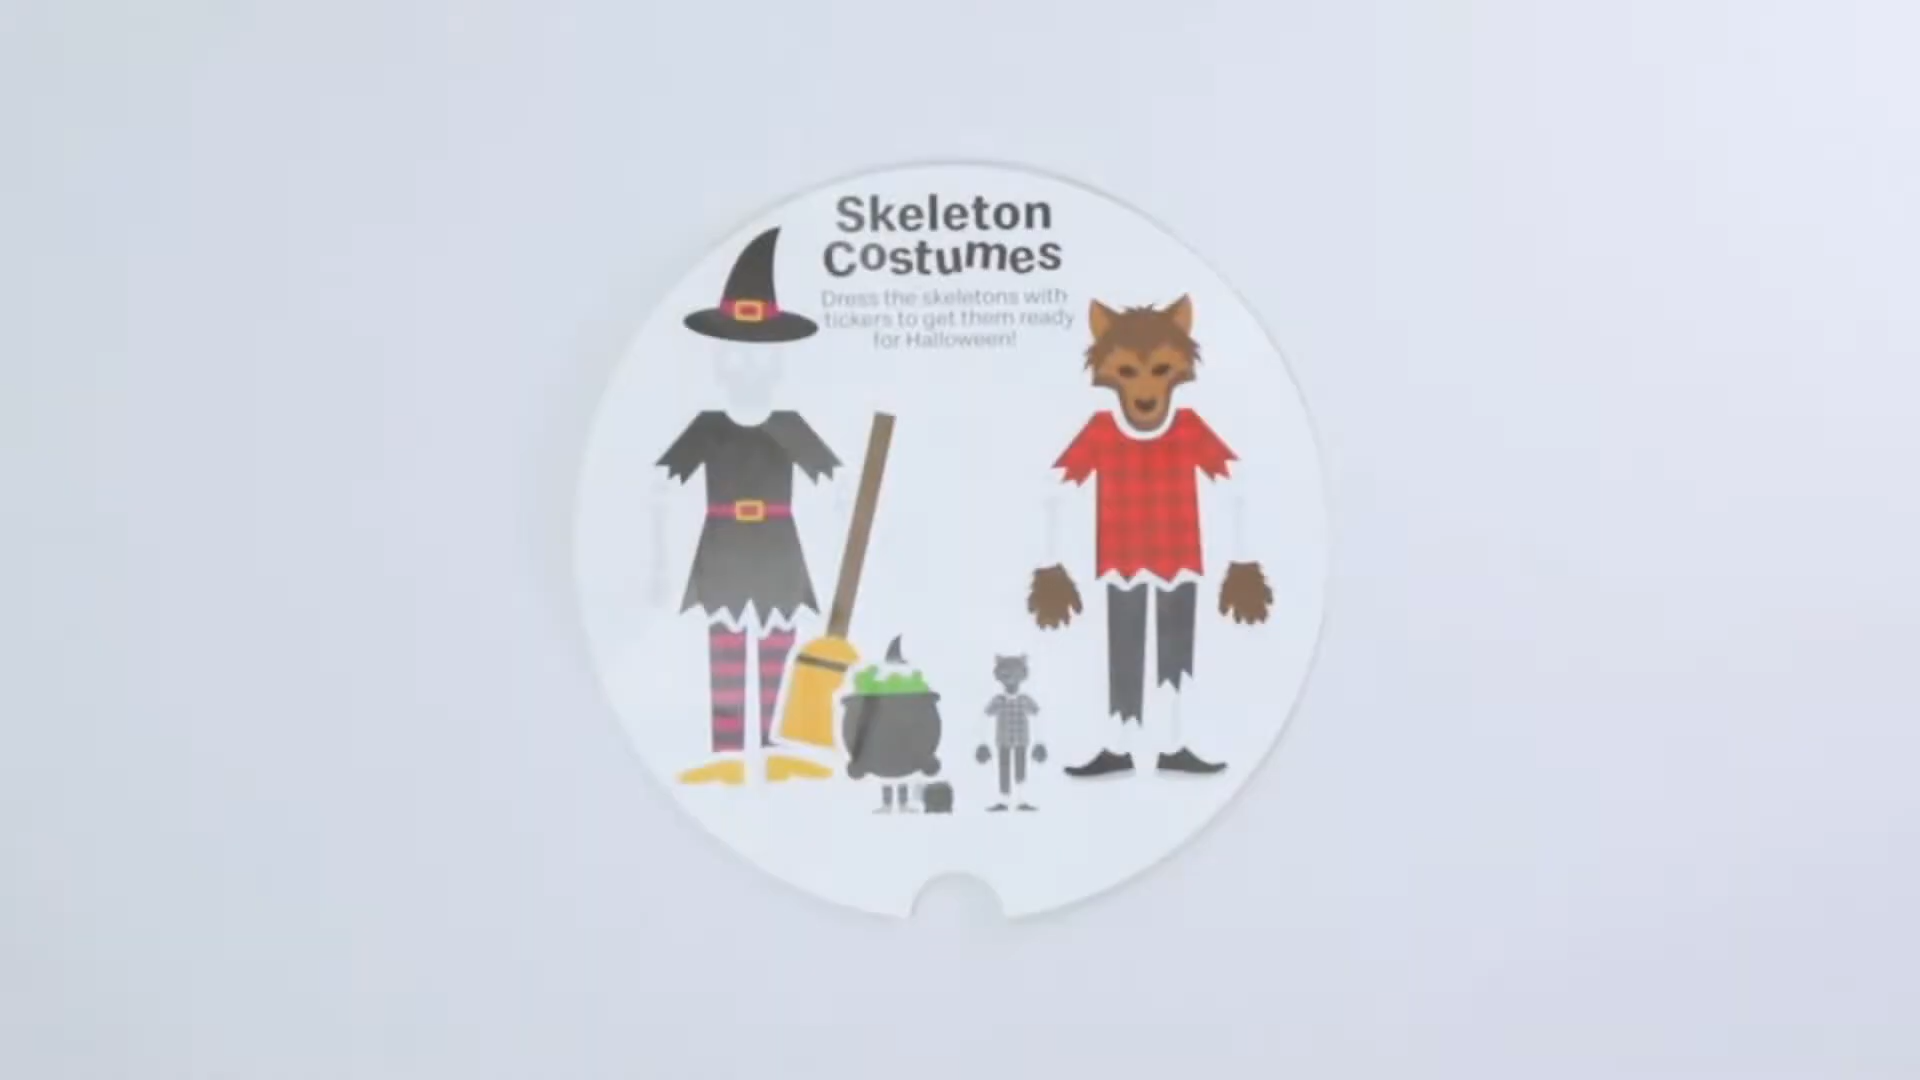 Skeleton
Costumes
Dress the skeletons with
tickers to get them ready
for Halloween!